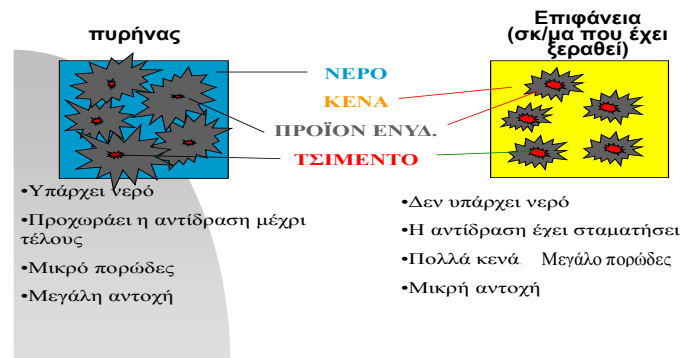 πυρήνας
Επιφάνεια
(σκ/μα που έχει
ξεραθεί)
ΝΕΡΟ
ΚΕΝΑ
ΠΡΟΪΟΝ ΕΝΥΔ.
ΤΣΙΜΕΝΤΟ
•Υπάρχει νερό
•Προχωράει η αντίδραση μέχρι
τέλους
•Μικρό πορώδες
•Μεγάλη αντοχή
•Δεν υπάρχει νερό
•Η αντίδραση έχει σταματήσει
•Πολλά κενά Μεγάλο πορώδες
•Μικρή αντοχή